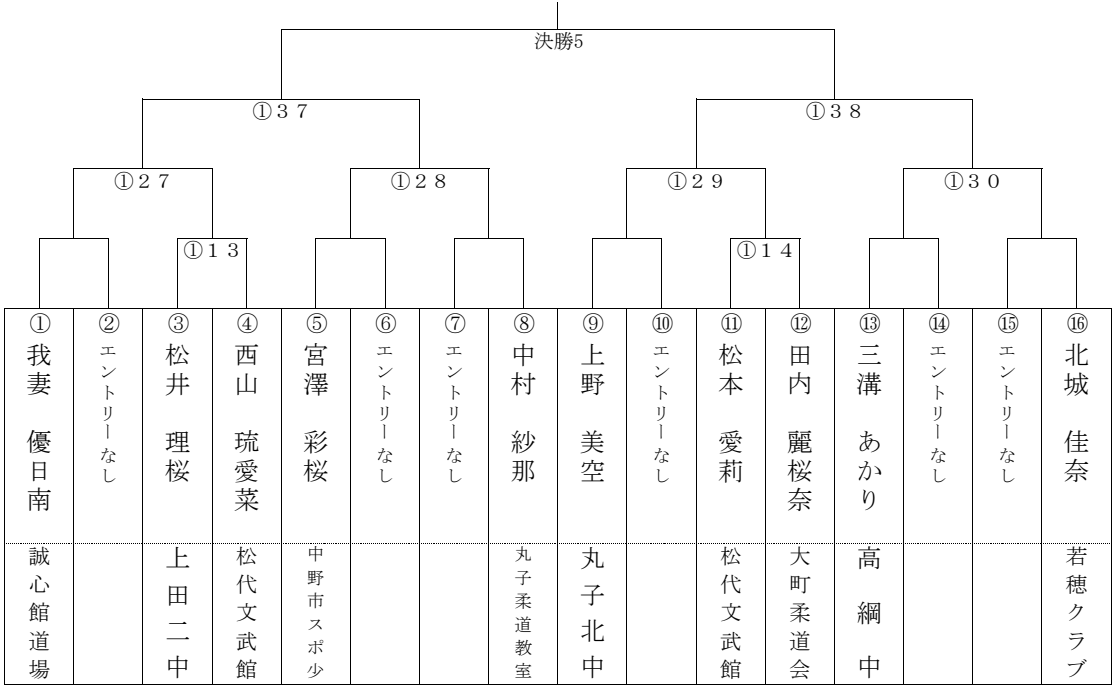 決勝5
①３７
①３８
①２７
①２８
①２９
①３０
①１３
①１４
①
我妻　優日南
誠心館道場
②
エントリーなし
③
松井　理桜
上田二中
④
西山　琉愛菜
松代文武館
⑤
宮澤　彩桜
中野市スポ少
⑥
エントリーなし
⑦
エントリーなし
⑧
中村　紗那
丸子柔道教室
⑨
上野　美空
丸子北中
⑩
エントリーなし
⑪
松本　愛莉
松代文武館
⑫
田内　麗桜奈
大町柔道会
⑬
三溝　あかり
高綱中
⑭
エントリーなし
⑮
エントリーなし
⑯
北城　佳奈
若穂クラブ